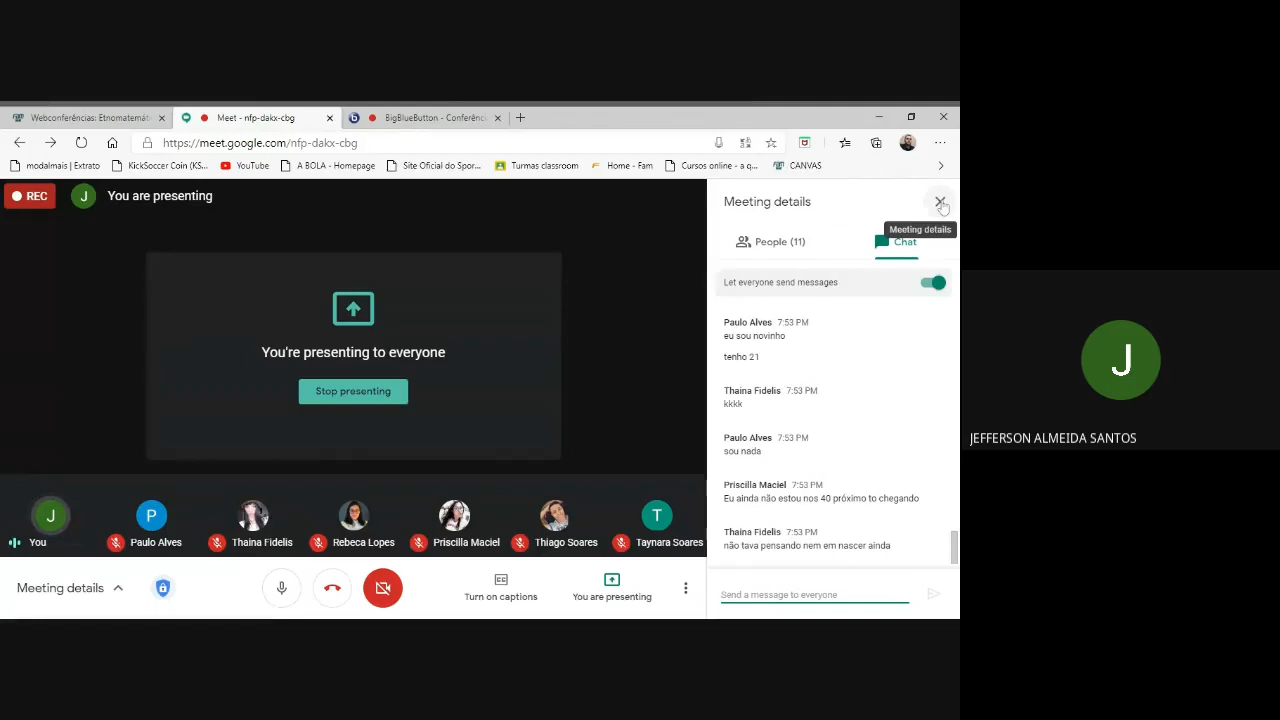 Webconferências: Etnomatemáti
Meet - nfp-dakx-cbg
BigBlueButton - Conferênci
https://meet.google.com/nfp-dakx-cbg
modalmais | Extrato
KickSoccer Coin (KS...
YouTube
A BOLA - Homepage
Site Oficial do Spor...
Turmas classroom
Home - Fam
Cursos online - a q...
CANVAS
REC
J
You are presenting
You're presenting to everyone
Stop presenting
J
You
P
Paulo Alves
Thaina Fidelis
Rebeca Lopes
Priscilla Maciel
Thiago Soares
T
Taynara Soares
Meeting details
Turn on captions
You are presenting
Meeting details
Meeting details
People (11)
Chat
Let everyone send messages
Paulo Alves 7:53 PM
eu sou novinho
tenho 21
Thaina Fidelis 7:53 PM
kkkk
Paulo Alves 7:53 PM
sou nada
Priscilla Maciel 7:53 PM
Eu ainda não estou nos 40 próximo to chegando
Thaina Fidelis 7:53 PM
não tava pensando nem em nascer ainda
Send a message to everyone
J
JEFFERSON ALMEIDA SANTOS